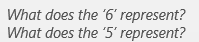 What does the ‘6’ represent?
What does the ‘5’ represent?